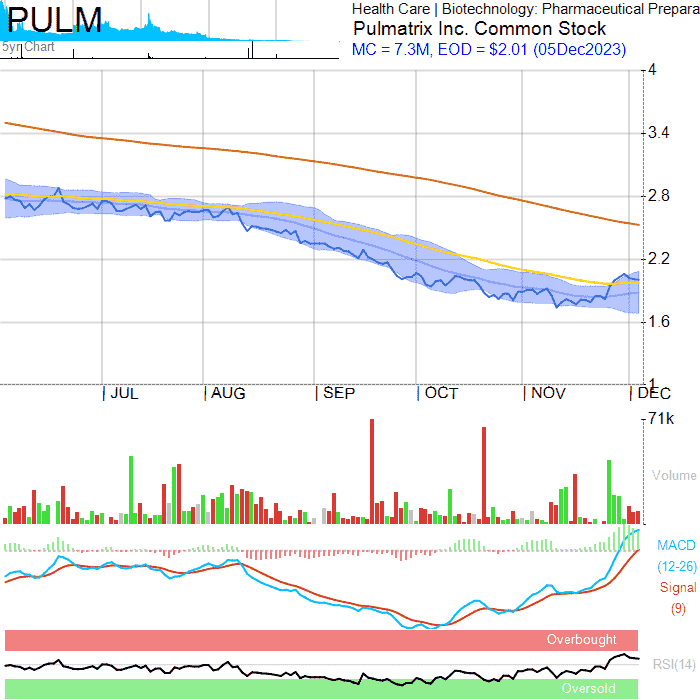 PULM
5yr Chart
Health Care | Biotechnology: Pharmaceutical Prepara
Pulmatrix Inc. Common Stock
MC = 7.3M, EOD = $2.01 (05Dec2023)
4
3.4
2.8
2.2
1.6
1
JUL AUG SEP OCT NOV DEC
71k
Volume
MACD
(12-26)
Signal
(9)
Overbought
RSI(14)
Oversold